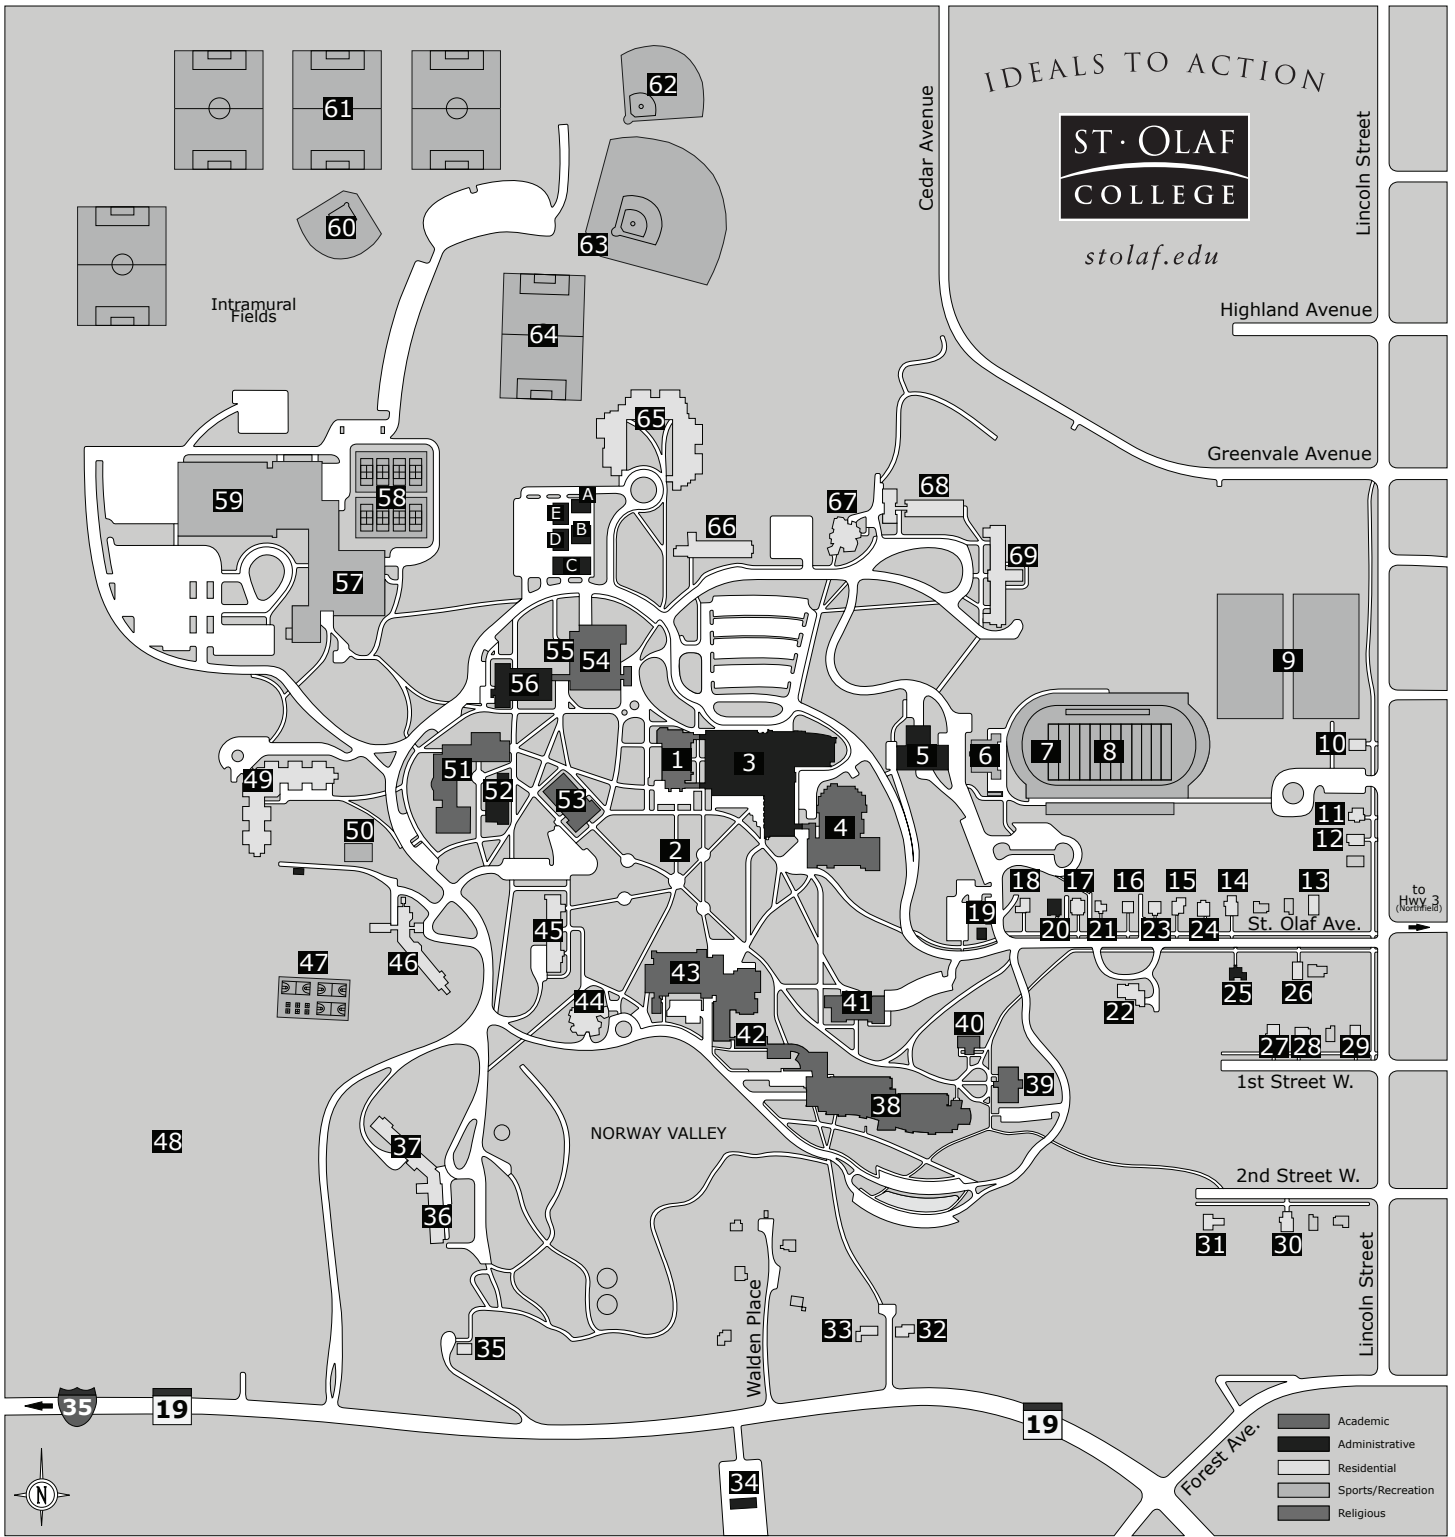 IDEALS TO ACTION
ST· OLAF
COLLEGE
stolaf.edu
Cedar Avenue
Lincoln Street
Highland Avenue
Greenvale Avenue
Intramural
Fields
61
62
60
63
64
65
66
67
68
69
59
58
57
A
E
B
D
C
55
54
56
9
1
3
5
6
7
8
10
49
51
52
53
50
2
4
11
12
18
17
16
15
14
13
19
20
21
23
24
St. Olaf Ave.
to
Hwy 3
(Northfield)
45
46
47
43
44
41
42
40
22
25
26
27
28
29
1st Street W.
38
39
NORWAY VALLEY
48
37
36
2nd Street W.
31
30
33
32
35
Walden Place
Lincoln Street
35
19
19
34
Forest Ave.
N
Academic
Administrative
Residential
Sports/Recreation
Religious